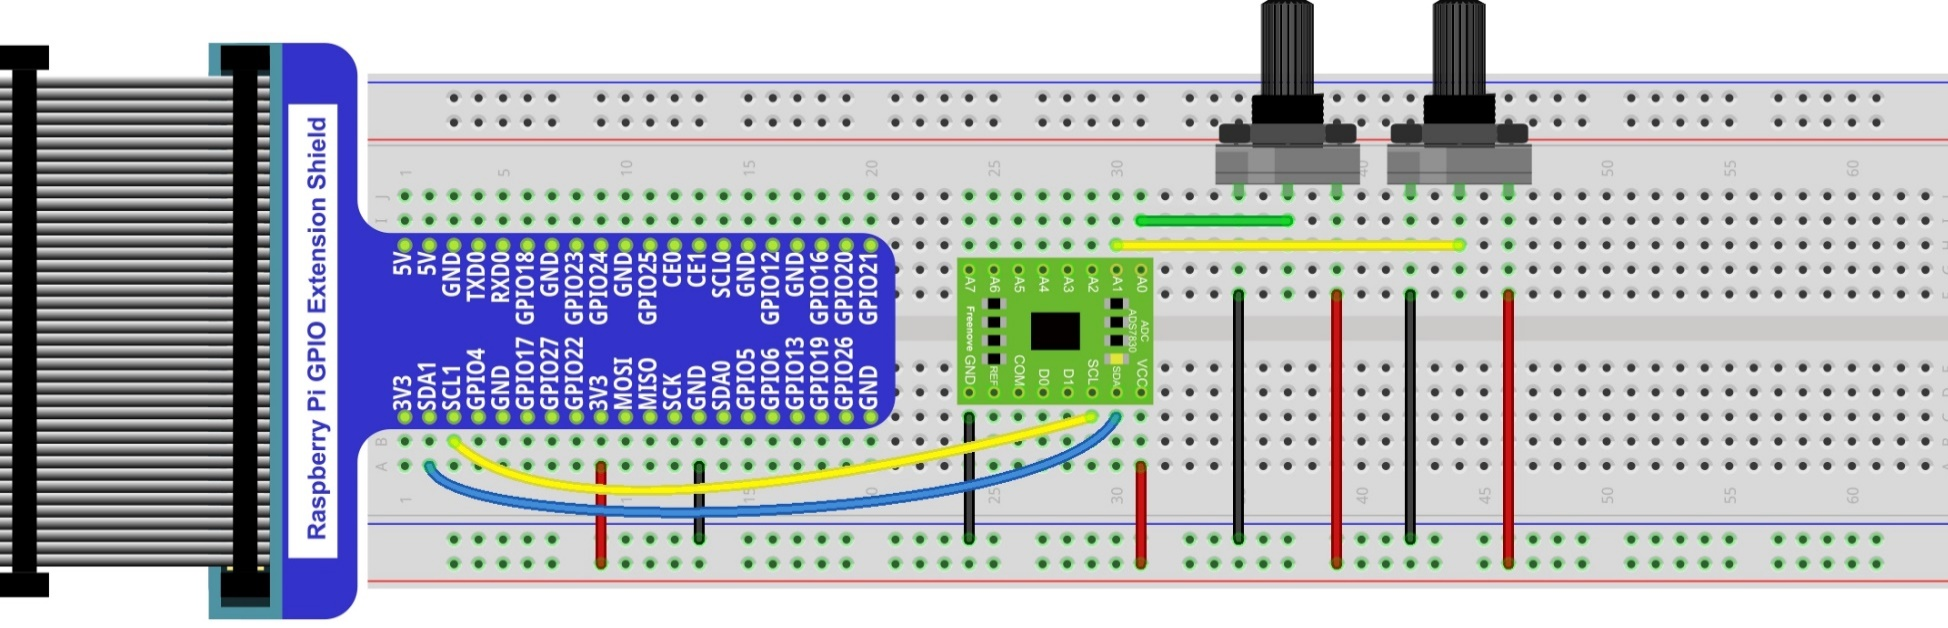 Raspberry Pi GPIO Extension Shield
1 5 10 15 20 25 30 40 50 55 60
J
I
5V 5V GND TXD0 RXD0 GPIO18 GND GPIO23 GPIO24 GND GPIO25 CE0 CE1 SCL0 GND GPIO12 GND GPIO16 GPIO20 GPIO21
3V3 SDA1 SCL1 GPIO4 GND GPIO17 GPIO27 GPIO22 3V3 MOSI MISO SCK GND SDA0 GPIO5 GPIO6 GPIO13 GPIO19 GPIO26 GND
A7 A6 A5 A4 A3 A2 A1 A0
Freenove
ADC
ADS7830
GND REF COM D0 D1 SCL SDA VCC
B
A
1 15 25 30 40 45 50 55 60